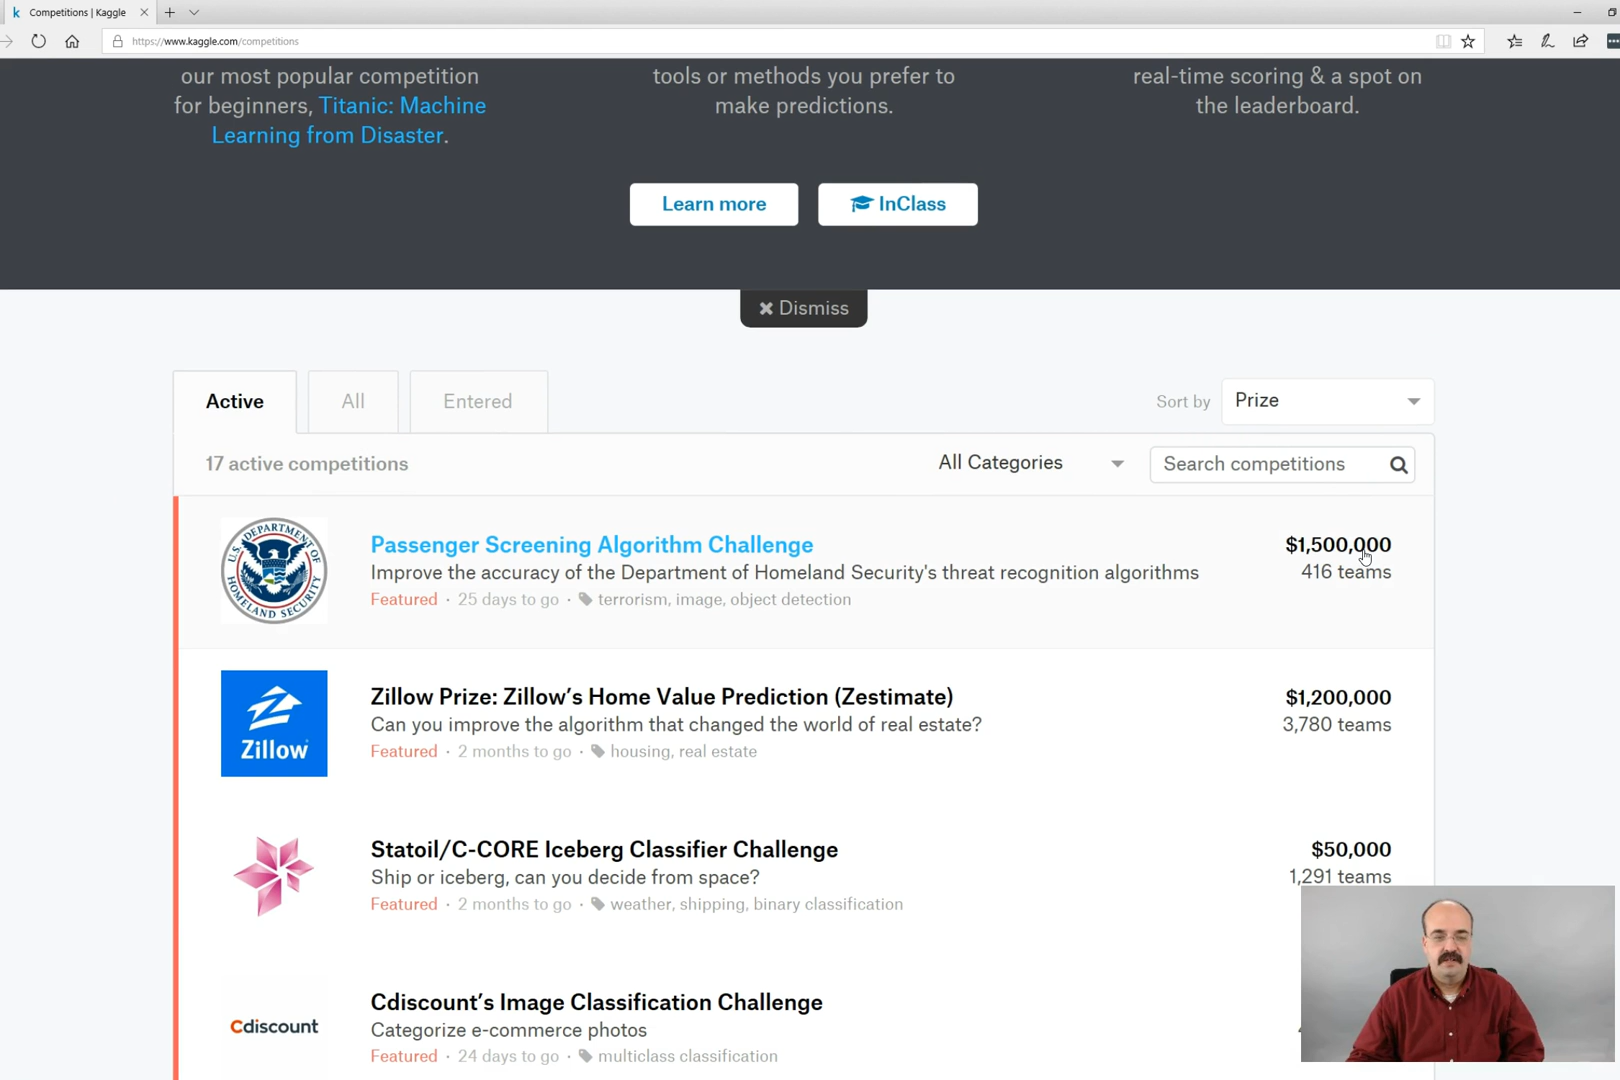 Competitions | Kaggle
https://www.kaggle.com/competitions
our most popular competition
for beginners, Titanic: Machine
Learning from Disaster.
tools or methods you prefer to
make predictions.
real-time scoring & a spot on
the leaderboard.
Learn more
InClass
Dismiss
Active
All
Entered
Sort by
Prize
17 active competitions
All Categories
Search competitions
U.S. DEPARTMENT OF
HOMELAND SECURITY
Passenger Screening Algorithm Challenge
$1,500,000
Improve the accuracy of the Department of Homeland Security's threat recognition algorithms
416 teams
Featured · 25 days to go · terrorism, image, object detection
Zillow
Zillow Prize: Zillow’s Home Value Prediction (Zestimate)
$1,200,000
Can you improve the algorithm that changed the world of real estate?
3,780 teams
Featured · 2 months to go · housing, real estate
Statoil/C-CORE Iceberg Classifier Challenge
$50,000
Ship or iceberg, can you decide from space?
1,291 teams
Featured · 2 months to go · weather, shipping, binary classification
Cdiscount
Cdiscount’s Image Classification Challenge
Categorize e-commerce photos
Featured · 24 days to go · multiclass classification